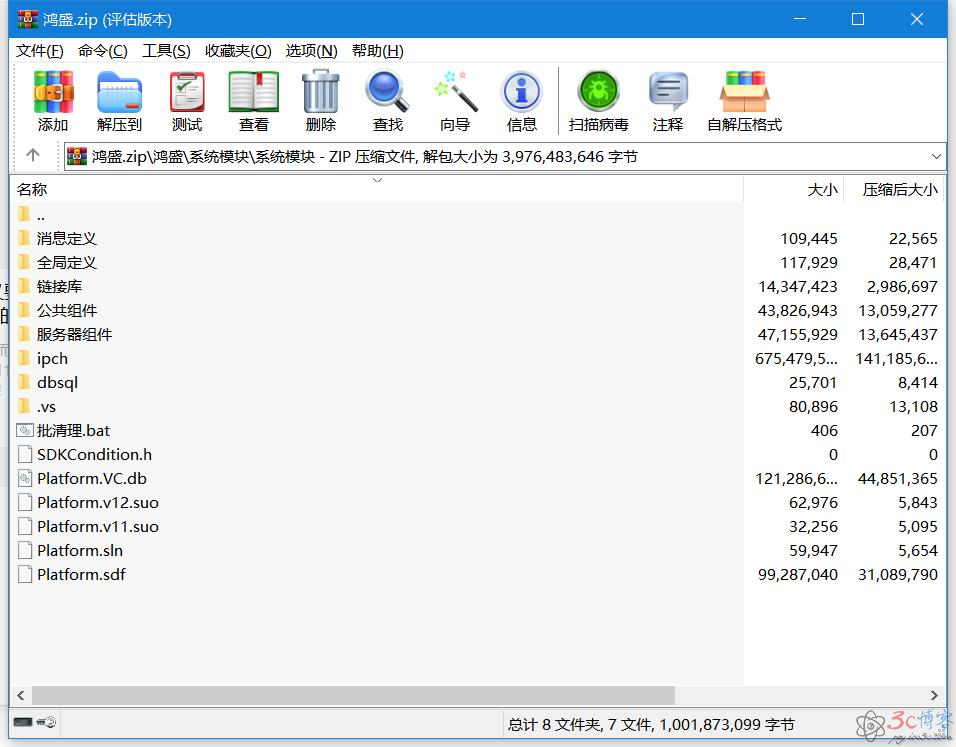 鸿盛.zip (评估版本)
文件(F) 命令(C) 工具(S) 收藏夹(O) 选项(N) 帮助(H)
添加 解压到 测试 查看 删除 查找 向导 信息 扫描病毒 注释 自解压格式
鸿盛.zip\鸿盛\系统模块\系统模块 - ZIP 压缩文件, 解包大小为 3,976,483,646 字节
名称 大小 压缩后大小
..
消息定义 109,445 22,565
全局定义 117,929 28,471
链接库 14,347,423 2,986,697
公共组件 43,826,943 13,059,277
服务器组件 47,155,929 13,645,437
ipch 675,479,5... 141,185,6...
dbsql 25,701 8,414
.vs 80,896 13,108
批清理.bat 406 207
SDKCondition.h 0 0
Platform.VC.db 121,286,6... 44,851,365
Platform.v12.suo 62,976 5,843
Platform.v11.suo 32,256 5,095
Platform.sln 59,947 5,654
Platform.sdf 99,287,040 31,089,790
总计 8 文件夹, 7 文件, 1,001,873,099 字节
3c博客